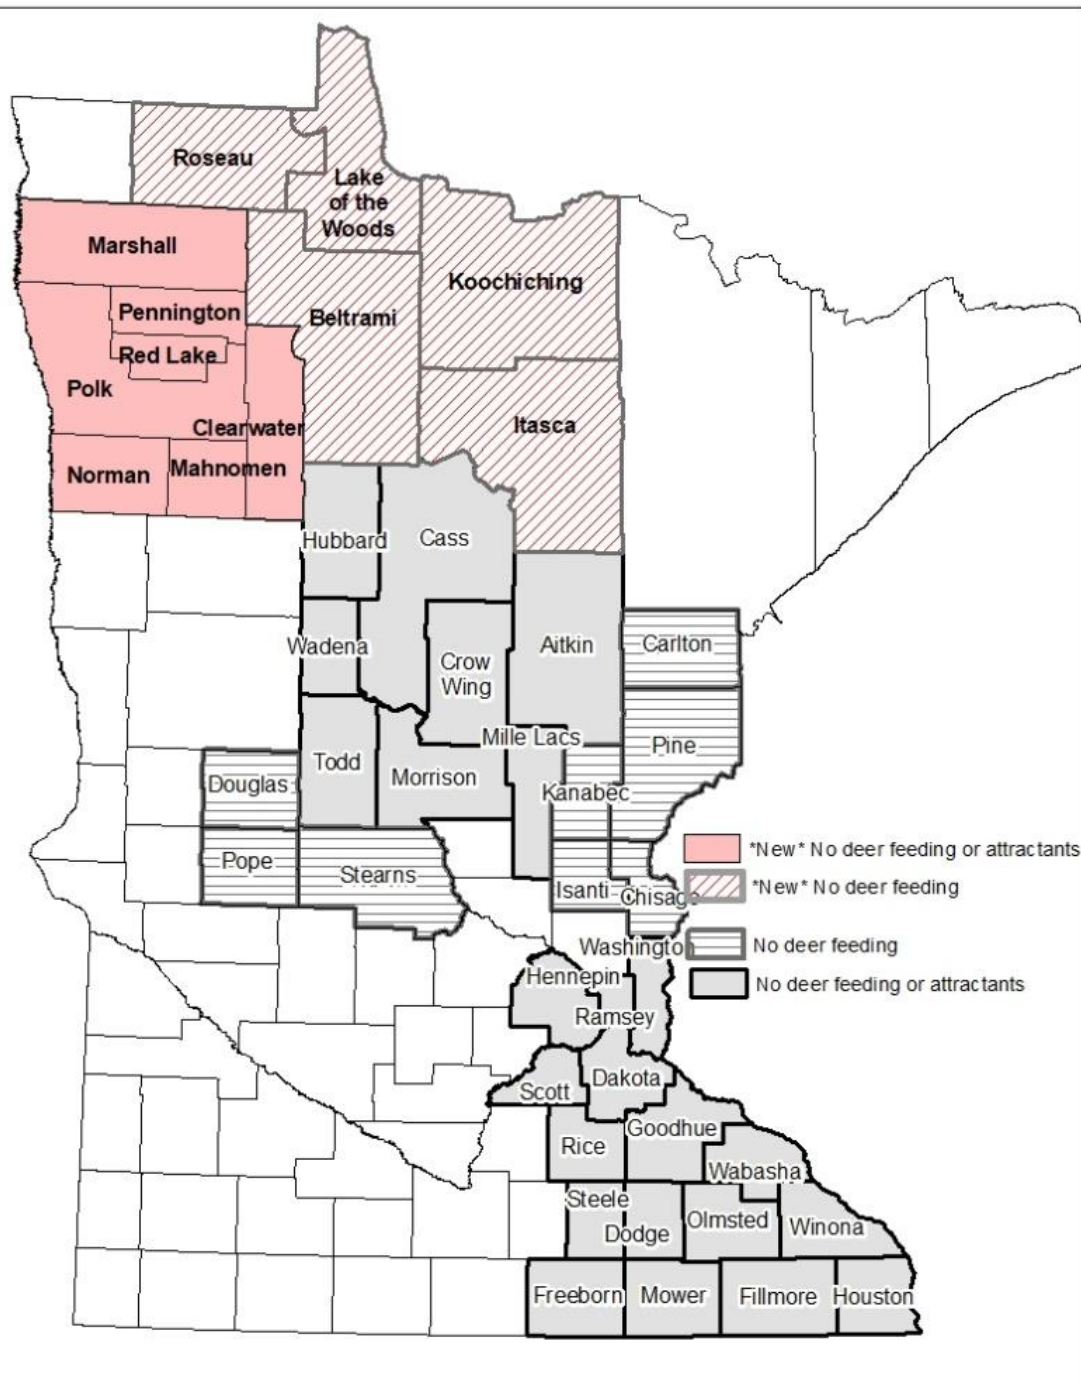 Roseau
Lake
of the
Woods
Marshall
Koochiching
Pennington
Beltrami
Red Lake
Polk
Itasca
Clearwater
Norman
Mahnomen
Hubbard
Cass
Wadena
Aitkin
Carlton
Crow
Wing
Mille Lacs
Pine
Todd
Morrison
Douglas
Kanabec
*New* No deer feeding or attractants
Pope
Stearns
Isanti
Chisago
*New* No deer feeding
Washington
No deer feeding
Hennepin
No deer feeding or attractants
Ramsey
Scott
Dakota
Goodhue
Rice
Wabasha
Steele
Dodge
Olmsted
Winona
Freeborn
Mower
Fillmore
Houston